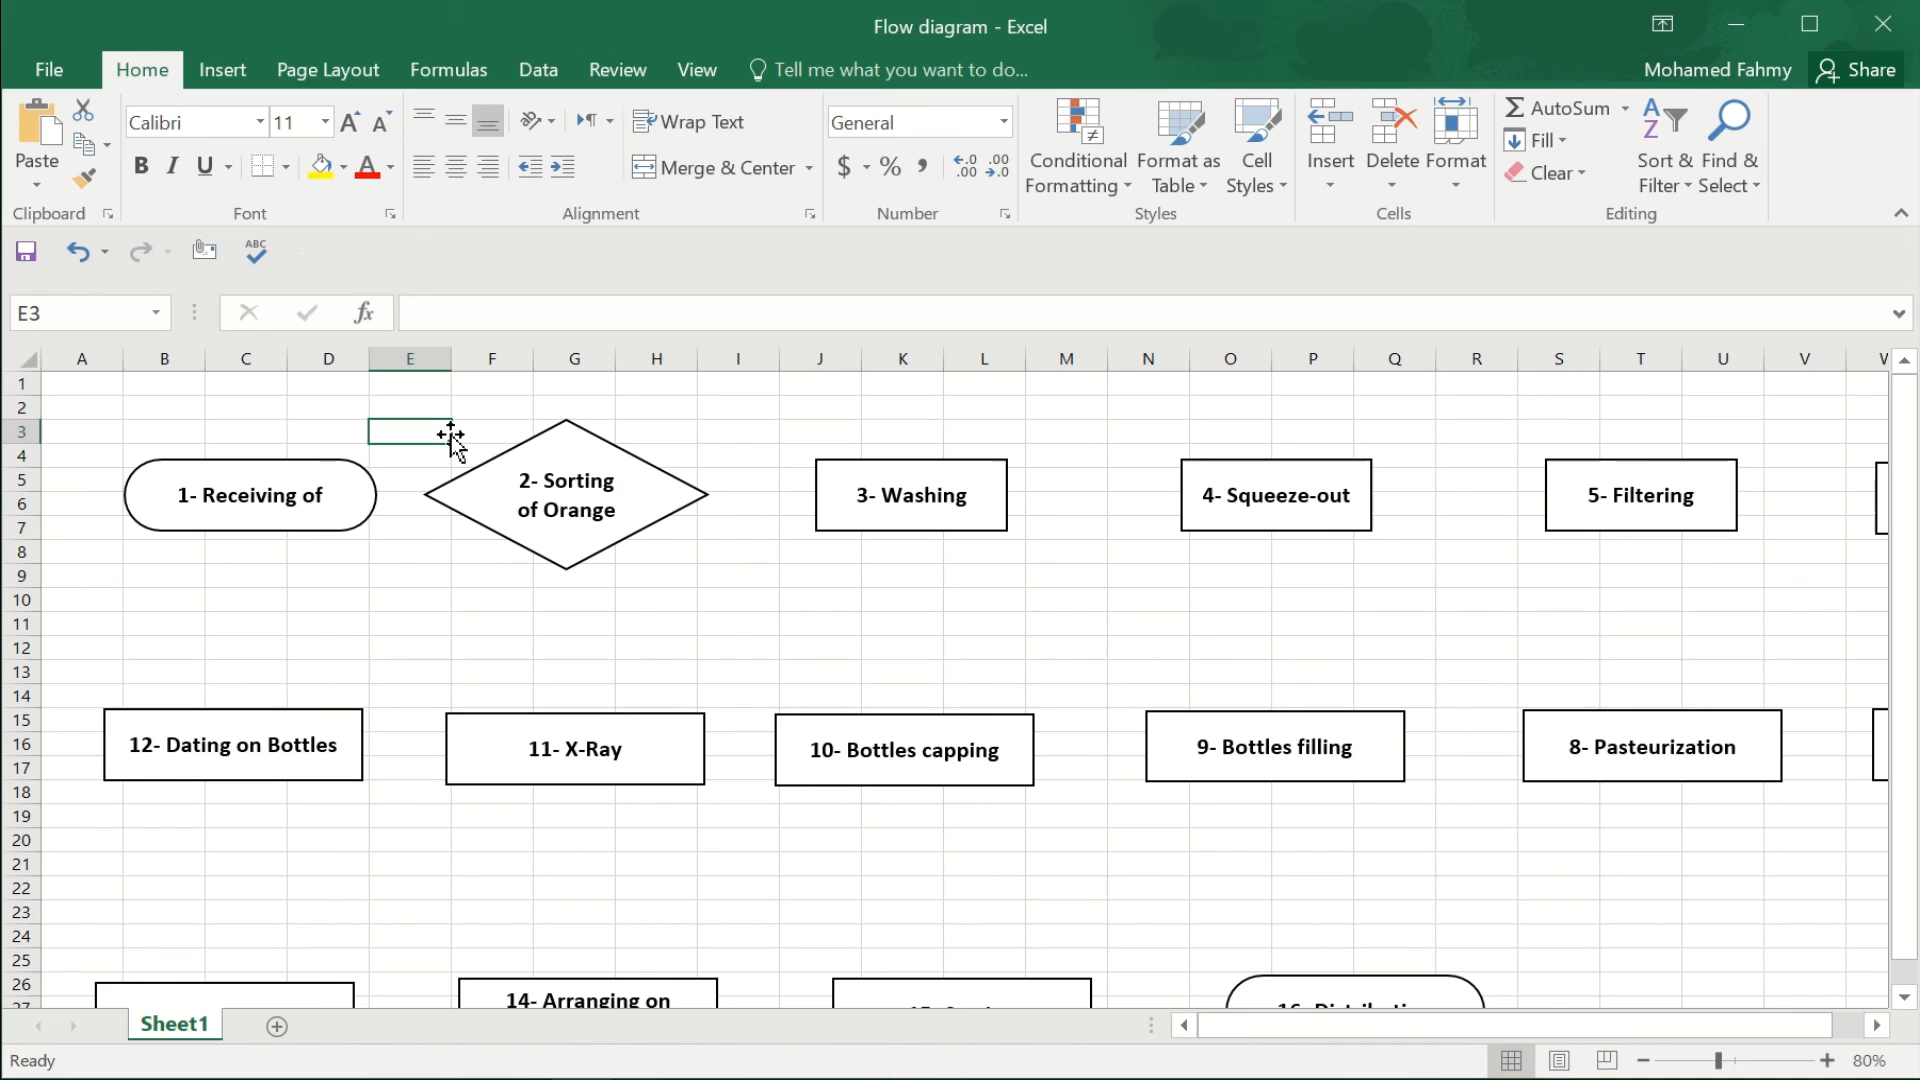 Flow diagram - Excel
File Home Insert Page Layout Formulas Data Review View Tell me what you want to do... Mohamed Fahmy Share
Paste
Clipboard
Calibri 11
B I U
Font
Wrap Text
Merge & Center
Alignment
General
$ % ,
Number
Conditional Formatting
Format as Table
Cell Styles
Styles
Insert Delete Format
Cells
AutoSum
Fill
Clear
Sort & Filter
Find & Select
Editing
ABC
E3
fx
A B C D E F G H I J K L M N O P Q R S T U V
1
2
3
4
5
6
7
8
9
10
11
12
13
14
15
16
17
18
19
20
21
22
23
24
25
26
27
1- Receiving of
2- Sorting
of Orange
3- Washing
4- Squeeze-out
5- Filtering
12- Dating on Bottles
11- X-Ray
10- Bottles capping
9- Bottles filling
8- Pasteurization
14- Arranging on
Sheet1
Ready
80%